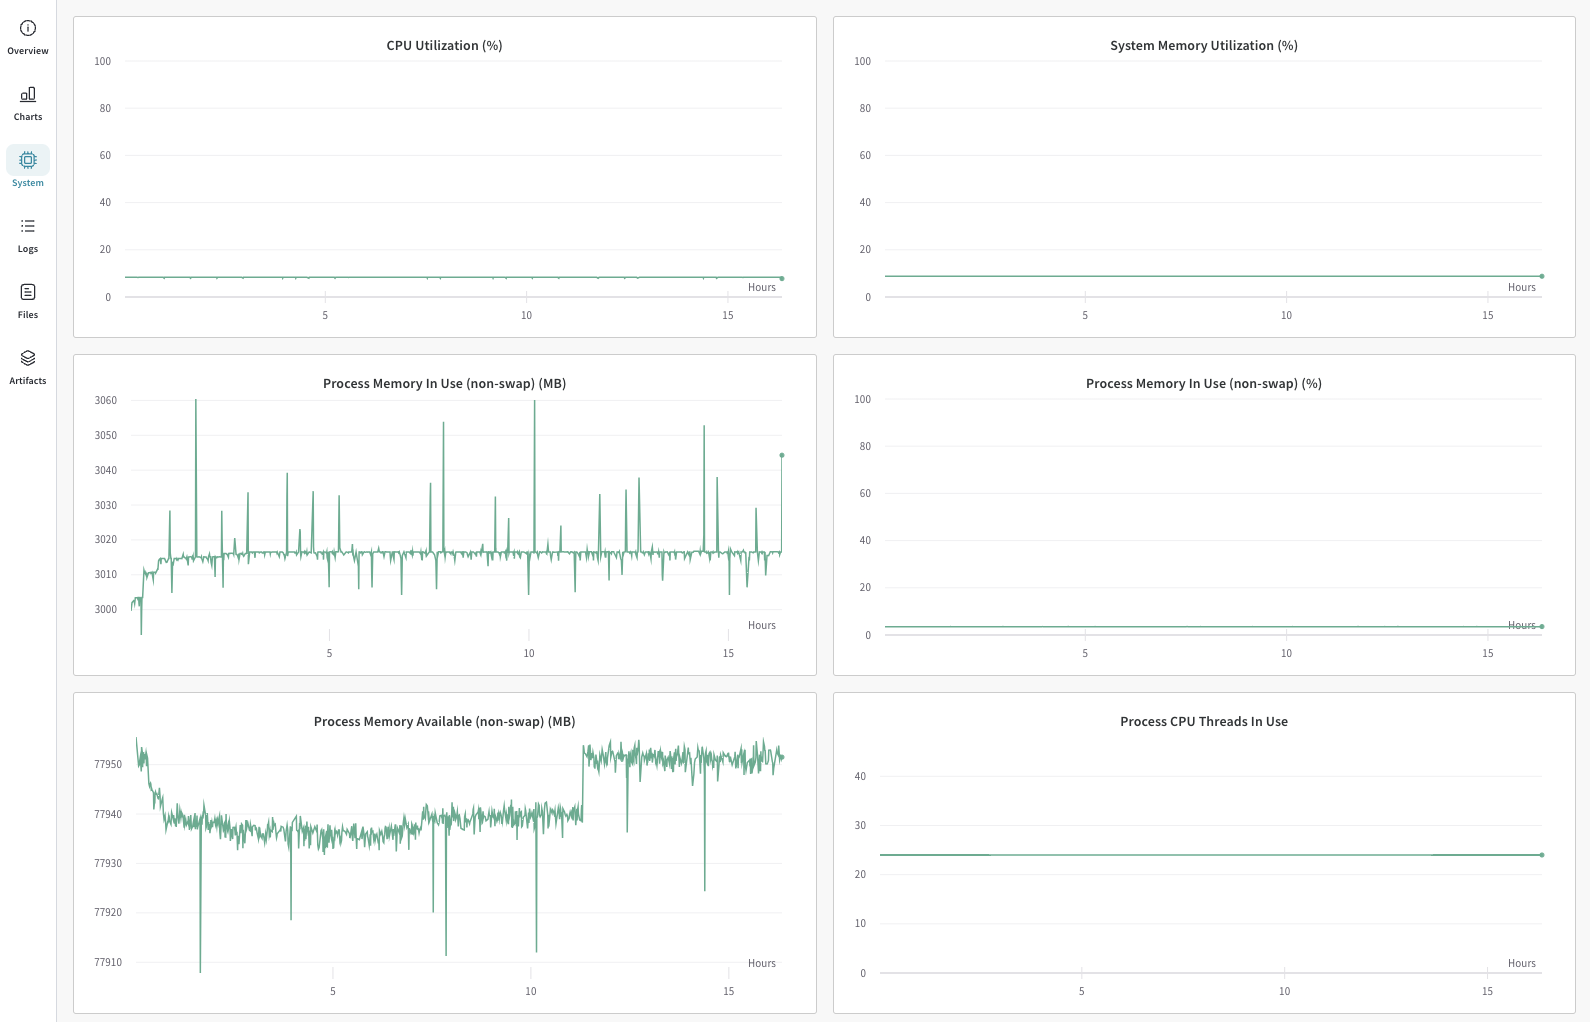 Overview
Charts
System
Logs
Files
Artifacts
CPU Utilization (%)
100
80
60
40
20
0
Hours
5 10 15
System Memory Utilization (%)
100
80
60
40
20
0
Hours
5 10 15
Process Memory In Use (non-swap) (MB)
3060
3050
3040
3030
3020
3010
3000
Hours
5 10 15
Process Memory In Use (non-swap) (%)
100
80
60
40
20
0
Hours
5 10 15
Process Memory Available (non-swap) (MB)
77950
77940
77930
77920
77910
Hours
5 10 15
Process CPU Threads In Use
40
30
20
10
0
Hours
5 10 15